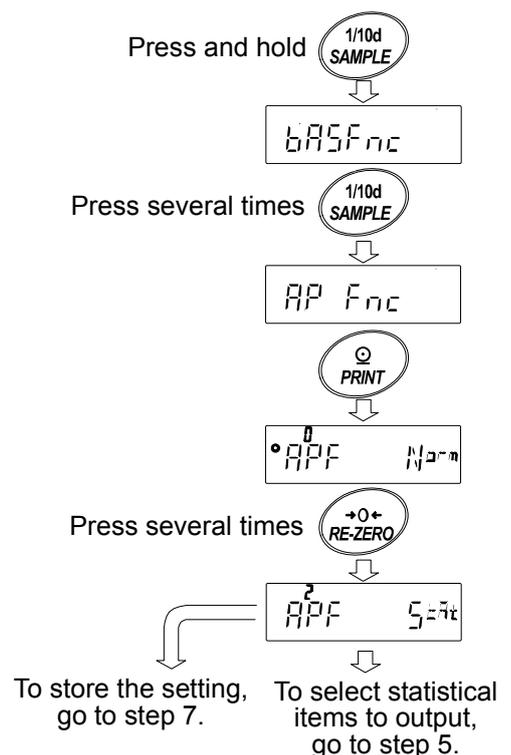 Press and hold
1/10d
SAMPLE
bASFnc
Press several times
1/10d
SAMPLE
AP Fnc
PRINT
0
APF Norm
Press several times
→0←
RE-ZERO
2
APF StAt
To store the setting,
go to step 7.
To select statistical
items to output,
go to step 5.